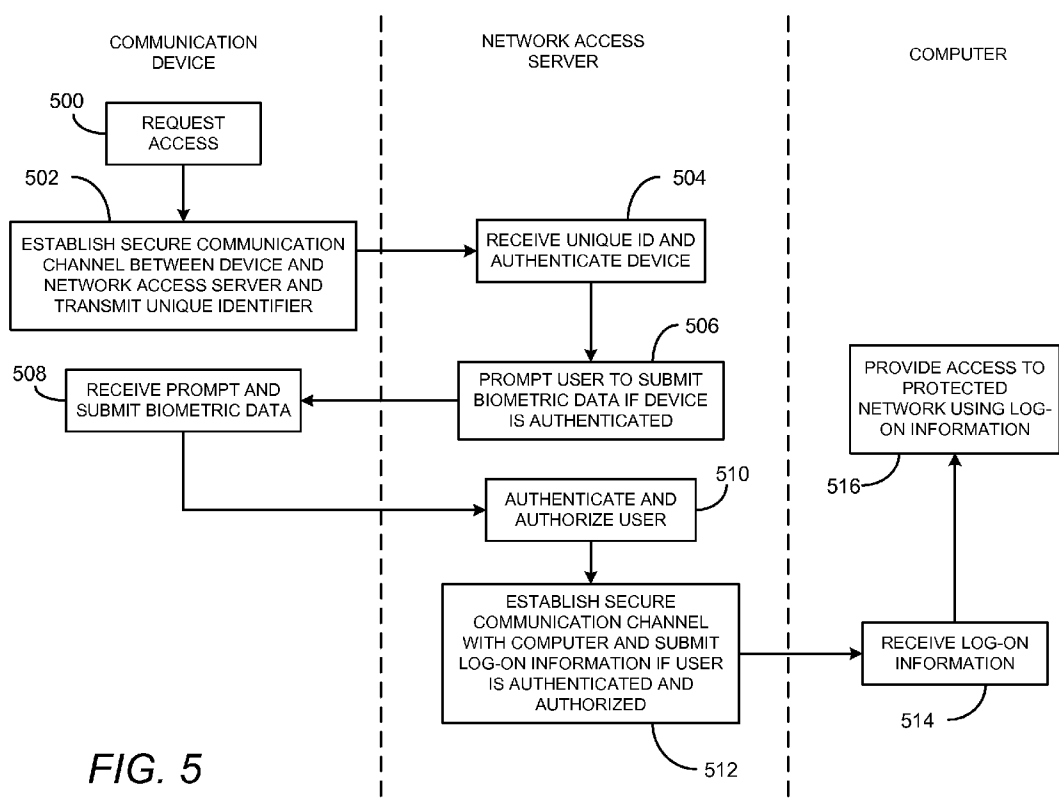 COMMUNICATION
DEVICE
NETWORK ACCESS
SERVER
COMPUTER
500
REQUEST
ACCESS
502
ESTABLISH SECURE COMMUNICATION
CHANNEL BETWEEN DEVICE AND
NETWORK ACCESS SERVER AND
TRANSMIT UNIQUE IDENTIFIER
504
RECEIVE UNIQUE ID AND
AUTHENTICATE DEVICE
506
PROMPT USER TO SUBMIT
BIOMETRIC DATA IF DEVICE
IS AUTHENTICATED
508
RECEIVE PROMPT AND
SUBMIT BIOMETRIC DATA
510
AUTHENTICATE AND
AUTHORIZE USER
ESTABLISH SECURE
COMMUNICATION CHANNEL
WITH COMPUTER AND SUBMIT
LOG-ON INFORMATION IF USER
IS AUTHENTICATED AND
AUTHORIZED
512
RECEIVE LOG-ON
INFORMATION
514
PROVIDE ACCESS TO
PROTECTED
NETWORK USING LOG-
ON INFORMATION
516
FIG. 5